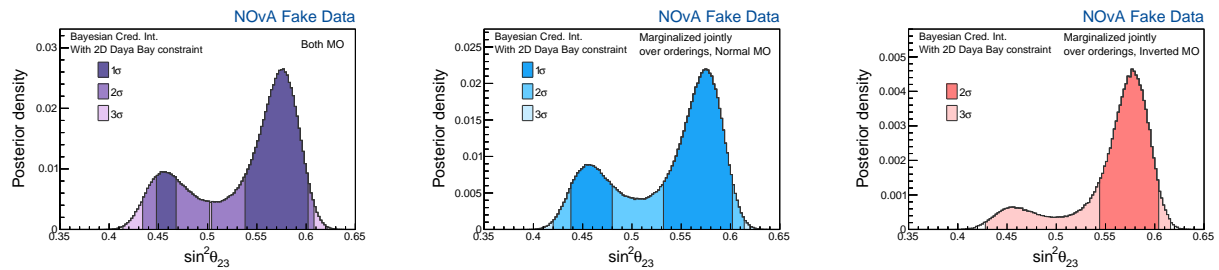 NOvA Fake Data
Bayesian Cred. Int.
With 2D Daya Bay constraint
Both MO
1σ
2σ
3σ
Posterior density
0.03
0.02
0.01
0
0.35 0.4 0.45 0.5 0.55 0.6 0.65
sin²θ₂₃
NOvA Fake Data
Bayesian Cred. Int.
With 2D Daya Bay constraint
Marginalized jointly
over orderings, Normal MO
1σ
2σ
3σ
Posterior density
0.025
0.02
0.015
0.01
0.005
0
0.35 0.4 0.45 0.5 0.55 0.6 0.65
sin²θ₂₃
NOvA Fake Data
Bayesian Cred. Int.
With 2D Daya Bay constraint
Marginalized jointly
over orderings, Inverted MO
2σ
3σ
Posterior density
0.005
0.004
0.003
0.002
0.001
0
0.35 0.4 0.45 0.5 0.55 0.6 0.65
sin²θ₂₃